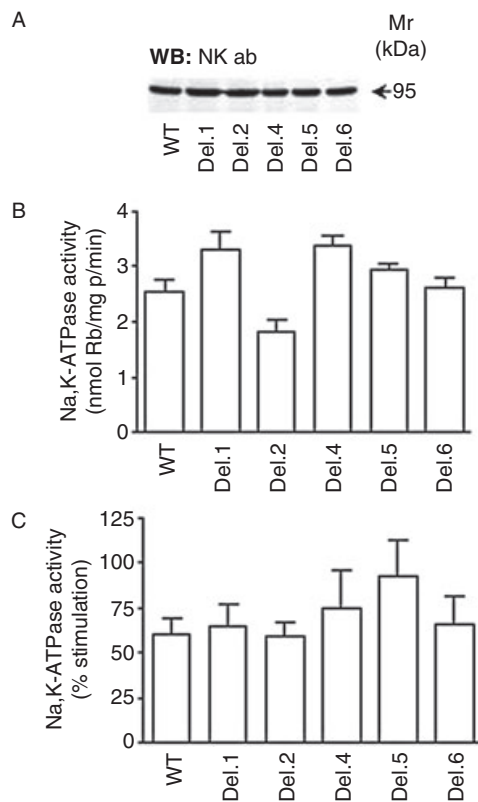 A
Mr
(kDa)
WB: NK ab
95
WT Del.1 Del.2 Del.4 Del.5 Del.6
B
Na,K-ATPase activity
(nmol Rb/mg p/min)
4
3
2
1
0
WT Del.1 Del.2 Del.4 Del.5 Del.6
C
Na,K-ATPase activity
(% stimulation)
125
100
75
50
25
0
WT Del.1 Del.2 Del.4 Del.5 Del.6